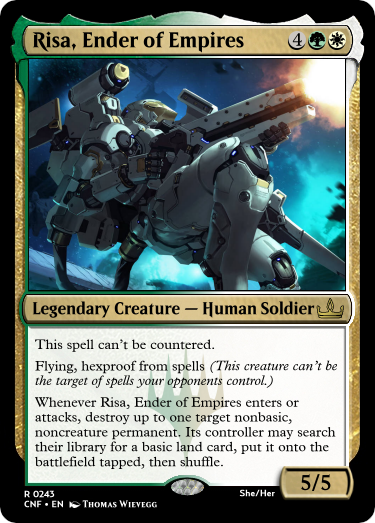 Risa, Ender of Empires 4
Legendary Creature — Human Soldier
This spell can't be countered.
Flying, hexproof from spells (This creature can't be
the target of spells your opponents control.)
Whenever Risa, Ender of Empires enters or
attacks, destroy up to one target nonbasic,
noncreature permanent. Its controller may search
their library for a basic land card, put it onto the
battlefield tapped, then shuffle.
5/5
R 0243
She/Her
CNF • EN Thomas Wievegg